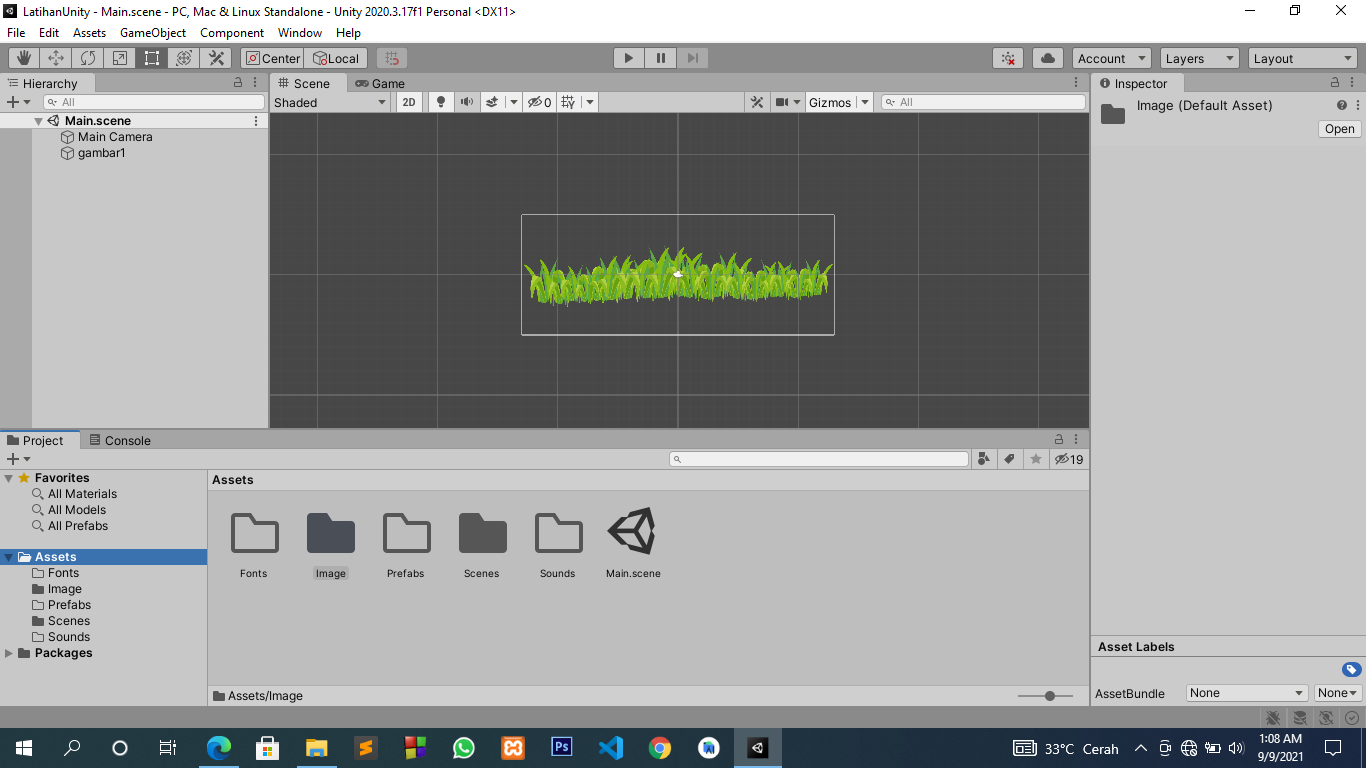 LatihanUnity - Main.scene - PC, Mac & Linux Standalone - Unity 2020.3.17f1 Personal <DX11>
File Edit Assets GameObject Component Window Help
Center Local Account Layers Layout
Hierarchy
All
Main.scene
Main Camera
gambar1
Scene Game
Shaded 2D 0 Gizmos All
Inspector
Image (Default Asset)
Open
Project Console
19
Favorites
All Materials
All Models
All Prefabs
Assets
Fonts
Image
Prefabs
Scenes
Sounds
Packages
Assets
Fonts Image Prefabs Scenes Sounds Main.scene
Assets/Image
Asset Labels
AssetBundle None None
Ps
33°C Cerah
1:08 AM
9/9/2021